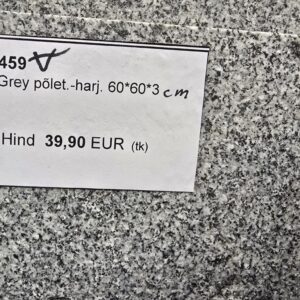 459 A
Grey põlet.-harj. 60*60*3 cm
Hind 39,90 EUR (tk)